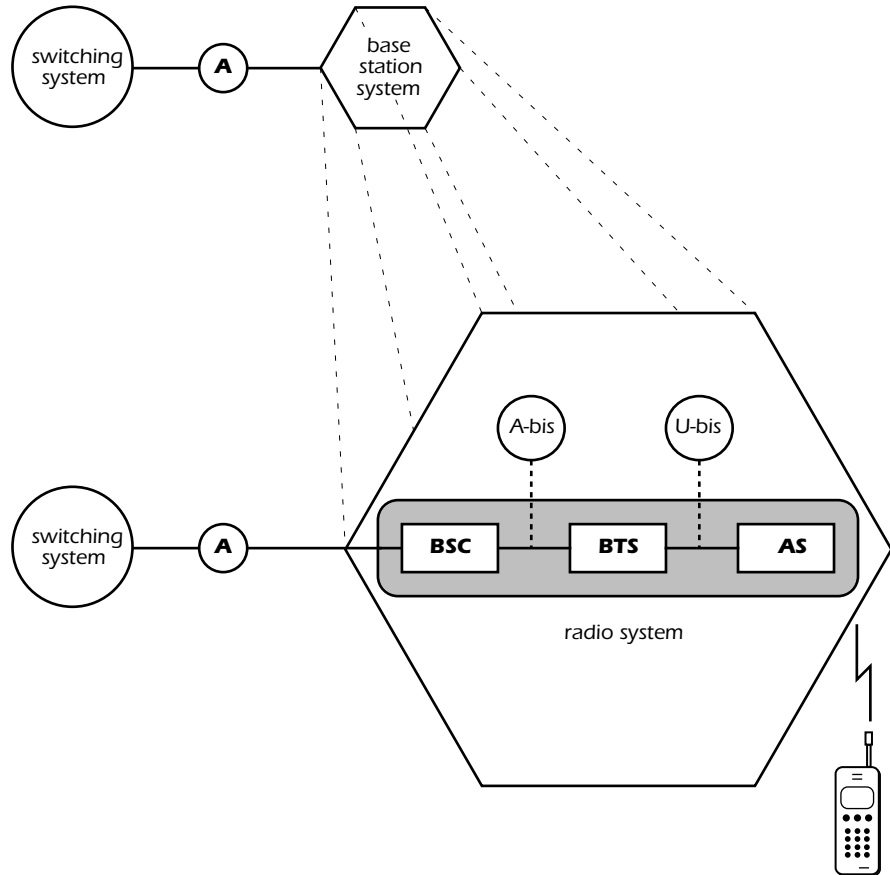 switching
system
A
base
station
system
A-bis
U-bis
switching
system
A
BSC
BTS
AS
radio system